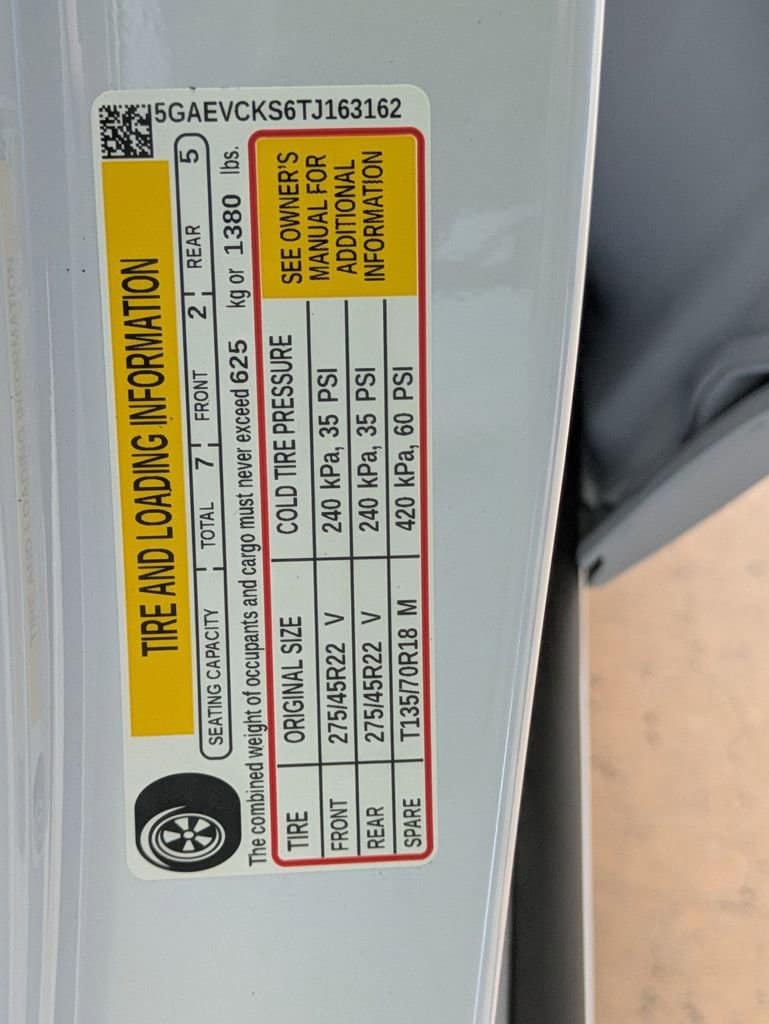 5GAEVCKS6TJ163162
TIRE AND LOADING INFORMATION
SEATING CAPACITY TOTAL 7 FRONT 2 REAR 5
The combined weight of occupants and cargo must never exceed 625 kg or 1380 lbs.
TIRE ORIGINAL SIZE COLD TIRE PRESSURE
FRONT 275/45R22 V 240 kPa, 35 PSI
REAR 275/45R22 V 240 kPa, 35 PSI
SPARE T135/70R18 M 420 kPa, 60 PSI
SEE OWNER'S
MANUAL FOR
ADDITIONAL
INFORMATION